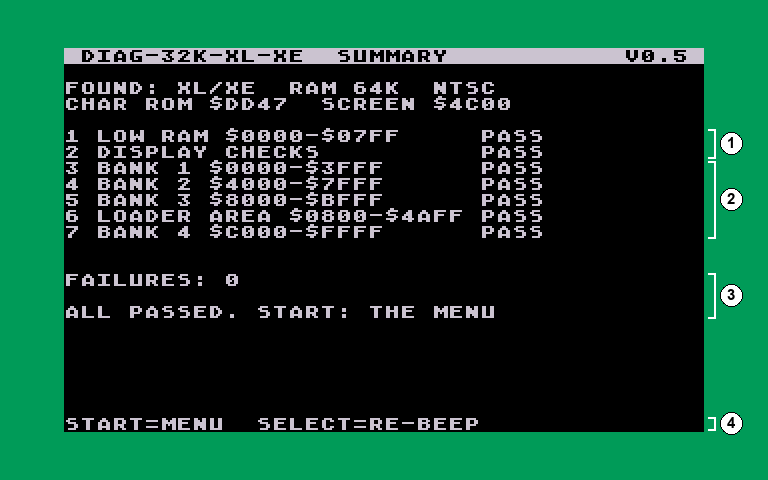 DIAG-32K-XL-XE SUMMARY V0.5
FOUND: XL/XE RAM 64K NTSC
CHAR ROM $DD47 SCREEN $4C00
1 LOW RAM $0000-$07FF PASS
2 DISPLAY CHECKS PASS
1
3 BANK 1 $0000-$3FFF PASS
4 BANK 2 $4000-$7FFF PASS
5 BANK 3 $8000-$BFFF PASS
2
6 LOADER AREA $0800-$4AFF PASS
7 BANK 4 $C000-$FFFF PASS
FAILURES: 0
3
ALL PASSED. START: THE MENU
START=MENU SELECT=RE-BEEP
4